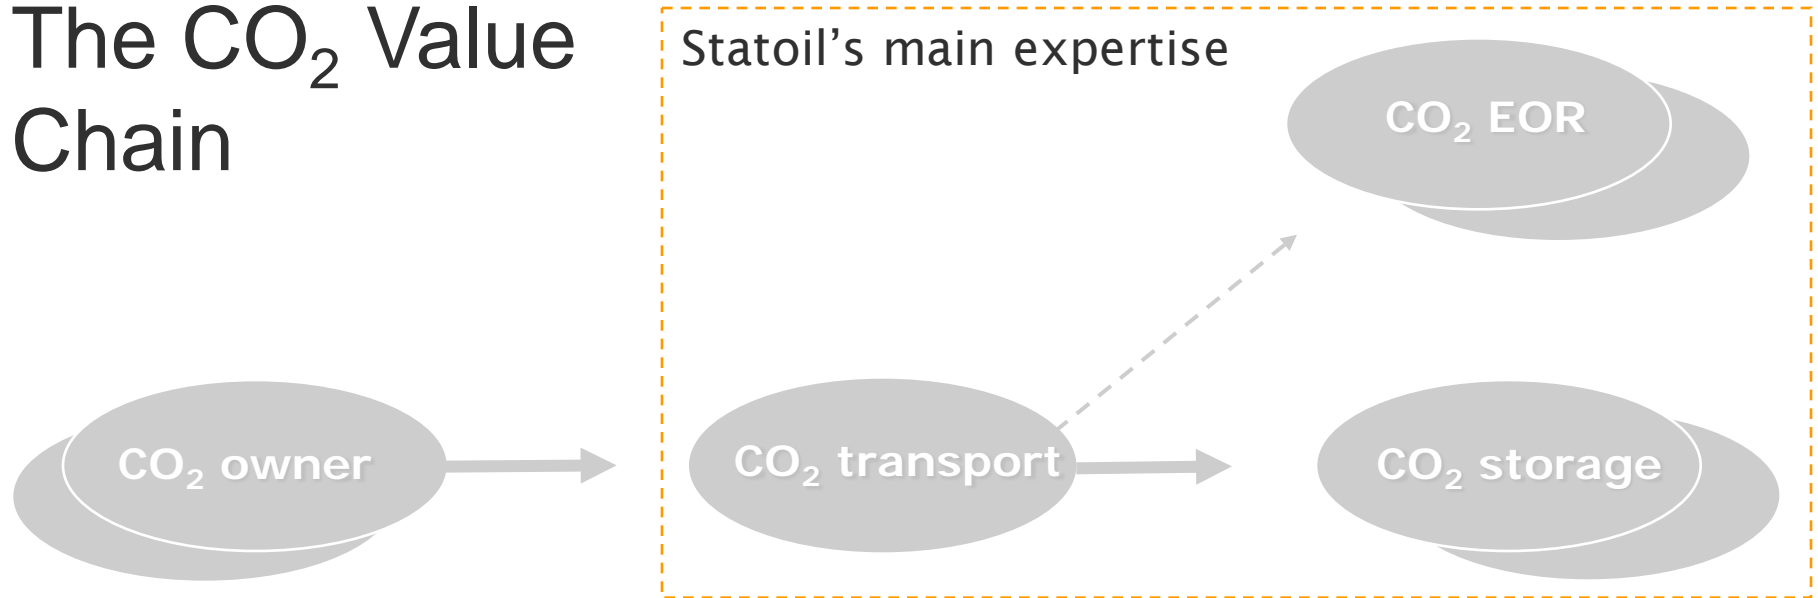 The CO₂ Value
Chain
Statoil’s main expertise
CO₂ EOR
CO₂ owner
CO₂ transport
CO₂ storage